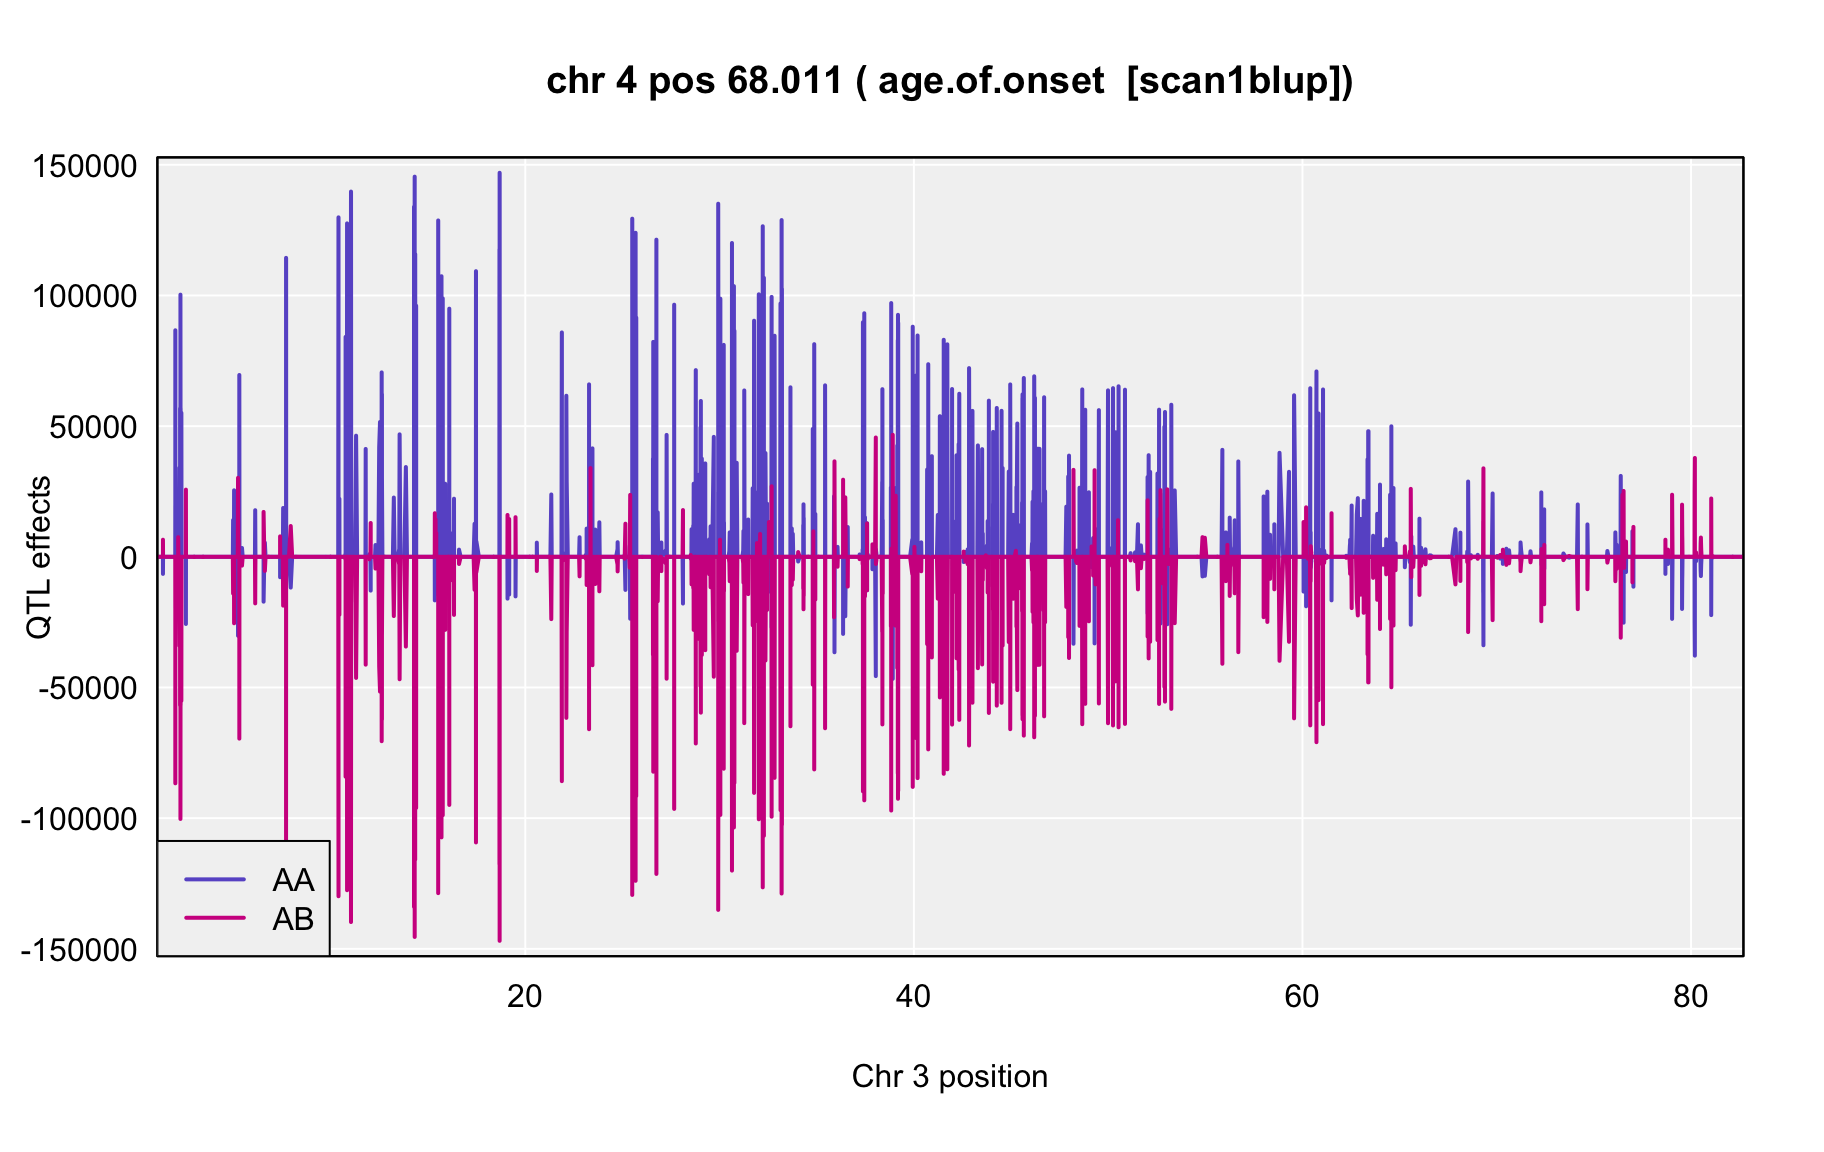 chr 4 pos 68.011 ( age.of.onset  [scan1blup])
150000
100000
50000
0
-50000
-100000
-150000
QTL effects
AA
AB
20 40 60 80
Chr 3 position